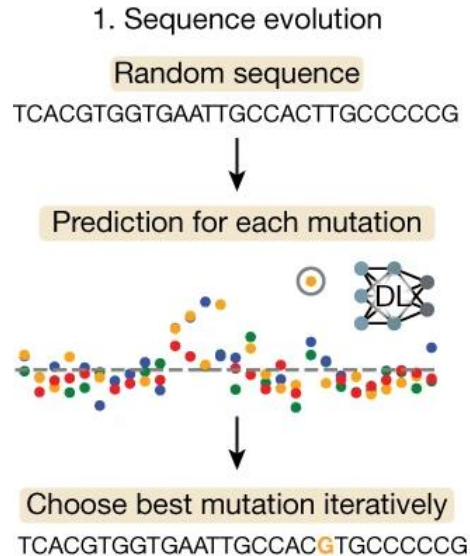 1. Sequence evolution
Random sequence
TCACGTGGTGAATTGCCACTTGCCCCCG
Prediction for each mutation
DL
Choose best mutation iteratively
TCACGTGGTGAATTGCCACGTGCCCCCG